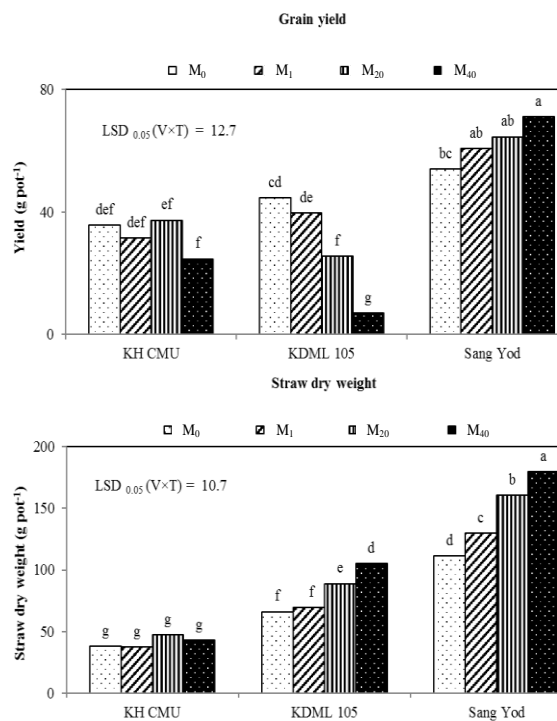 Grain yield
M₀ M₁ M₂₀ M₄₀
80
LSD 0.05 (V×T) = 12.7
a
ab ab
bc
cd
def def ef de
40
f f
g
0
Yield (g pot⁻¹)
KH CMU KDML 105 Sang Yod
Straw dry weight
M₀ M₁ M₂₀ M₄₀
200
LSD 0.05 (V×T) = 10.7
a
b
150
c
d d
100
e
f f
50
g g g g
0
Straw dry weight (g pot⁻¹)
KH CMU KDML 105 Sang Yod